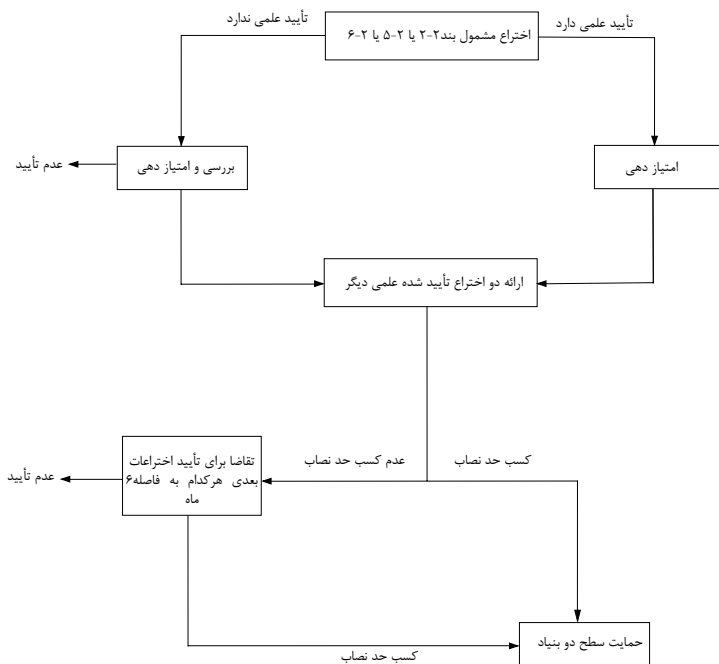 تأیید علمی ندارد
اختراع مشمول بند۲-۲ یا ۲-۵ یا ۲-۶
تأیید علمی دارد
عدم تأیید
بررسی و امتیاز دهی
امتیاز دهی
ارائه دو اختراع تأیید شده علمی دیگر
عدم کسب حد نصاب
کسب حد نصاب
عدم تأیید
تقاضا برای تأیید اختراعات
بعدی هرکدام به فاصله۶
ماه
حمایت سطح دو بنیاد
کسب حد نصاب